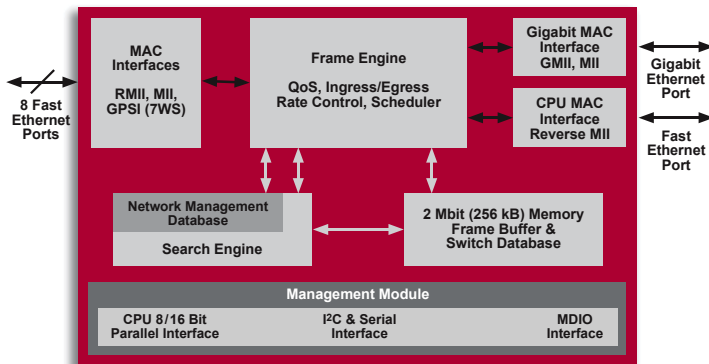 MAC
Interfaces
RMII, MII,
GPSI (7WS)
Frame Engine
QoS, Ingress/Egress
Rate Control, Scheduler
Gigabit MAC
Interface
GMII, MII
CPU MAC
Interface
Reverse MII
8 Fast
Ethernet
Ports
Gigabit
Ethernet
Port
Fast
Ethernet
Port
Network Management
Database
Search Engine
2 Mbit (256 kB) Memory
Frame Buffer &
Switch Database
Management Module
CPU 8/16 Bit
Parallel Interface
I²C & Serial
Interface
MDIO
Interface